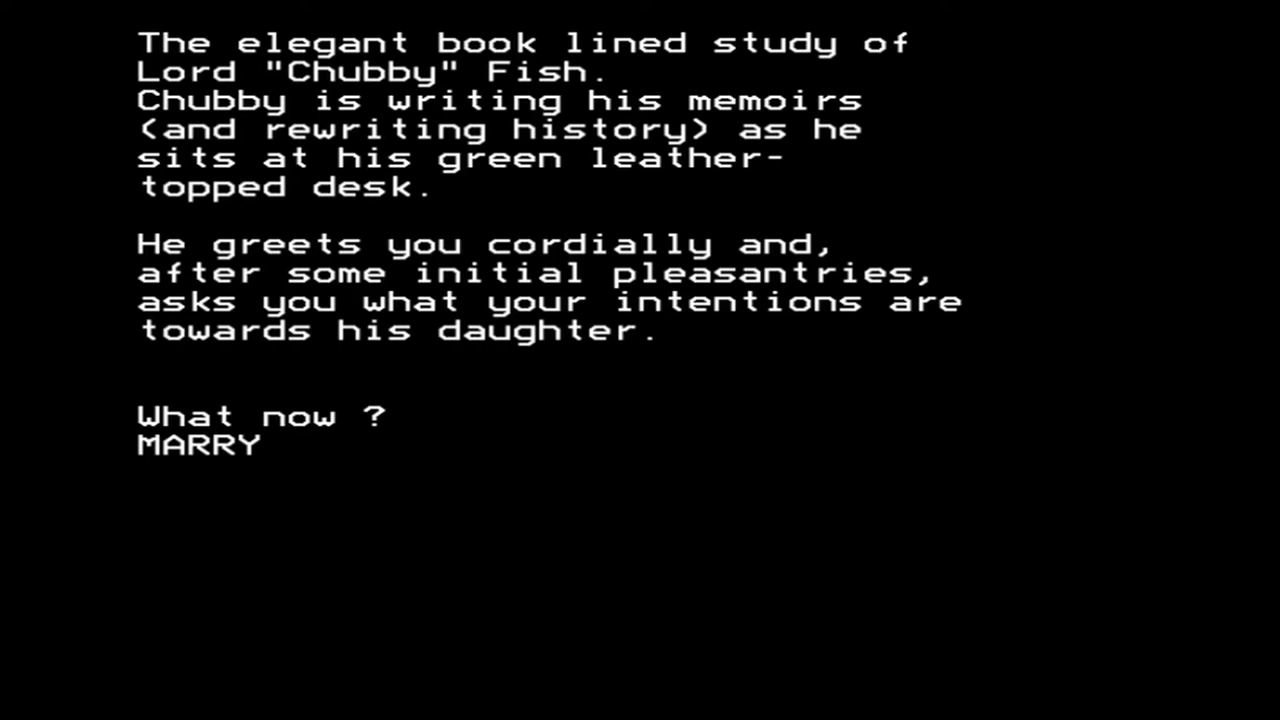 The elegant book lined study of
Lord "Chubby" Fish.
Chubby is writing his memoirs
(and rewriting history) as he
sits at his green leather-
topped desk.
He greets you cordially and,
after some initial pleasantries,
asks you what your intentions are
towards his daughter.
What now ?
MARRY